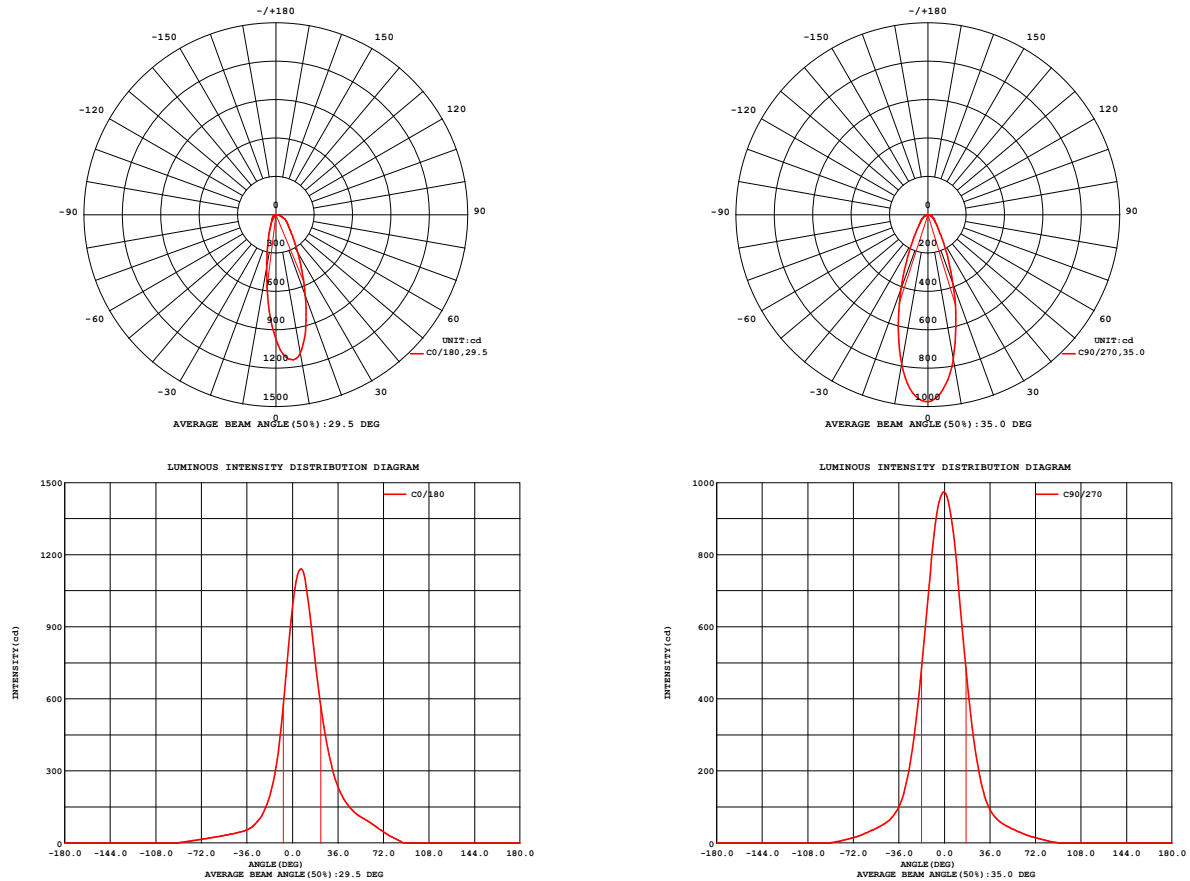 -/+180
-150
150
-120
120
-90
90
-60
60
-30
30
0
300
600
900
1200
1500
0
UNIT:cd
C0/180,29.5
AVERAGE BEAM ANGLE(50%):29.5 DEG
-/+180
-150
150
-120
120
-90
90
-60
60
-30
30
0
200
400
600
800
1000
0
UNIT:cd
C90/270,35.0
AVERAGE BEAM ANGLE(50%):35.0 DEG
LUMINOUS INTENSITY DISTRIBUTION DIAGRAM
C0/180
1500
1200
900
600
300
0
INTENSITY(cd)
-180.0 -144.0 -108.0 -72.0 -36.0 0.0 36.0 72.0 108.0 144.0 180.0
ANGLE(DEG)
AVERAGE BEAM ANGLE(50%):29.5 DEG
LUMINOUS INTENSITY DISTRIBUTION DIAGRAM
C90/270
1000
800
600
400
200
0
INTENSITY(cd)
-180.0 -144.0 -108.0 -72.0 -36.0 0.0 36.0 72.0 108.0 144.0 180.0
ANGLE(DEG)
AVERAGE BEAM ANGLE(50%):35.0 DEG